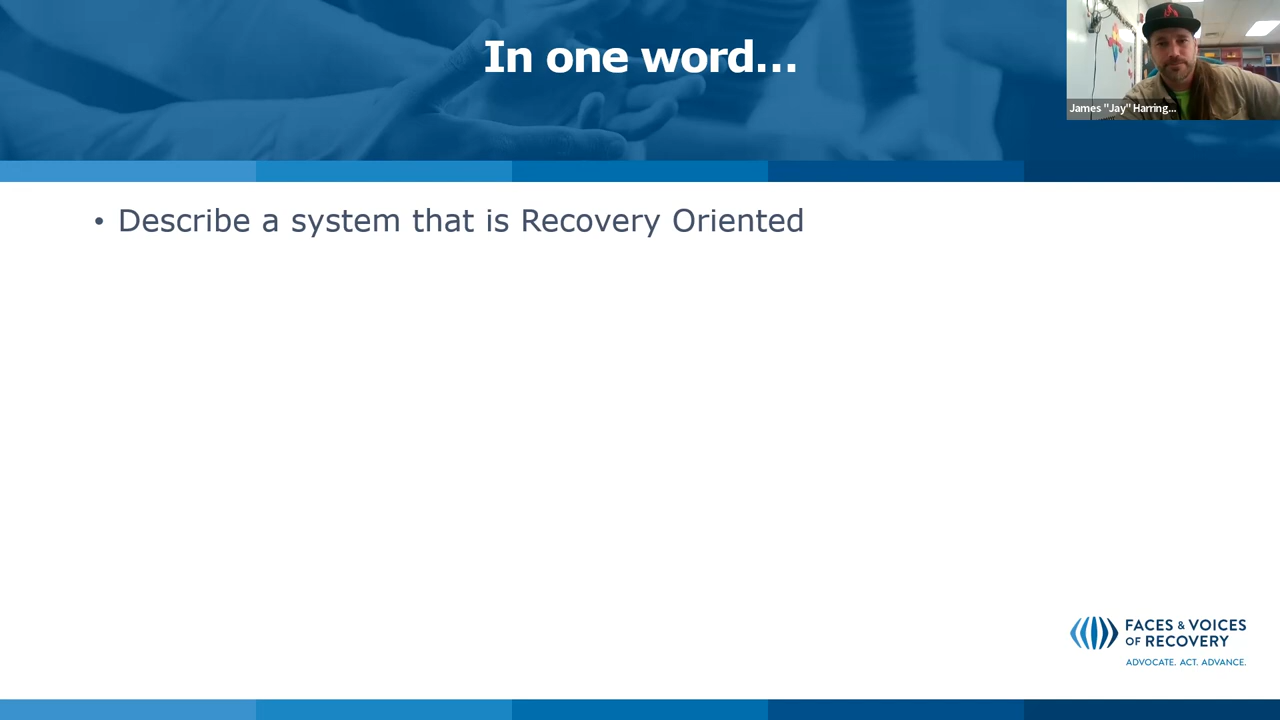 In one word...
James "Jay" Harring...
• Describe a system that is Recovery Oriented
FACES & VOICES
OF RECOVERY
ADVOCATE. ACT. ADVANCE.